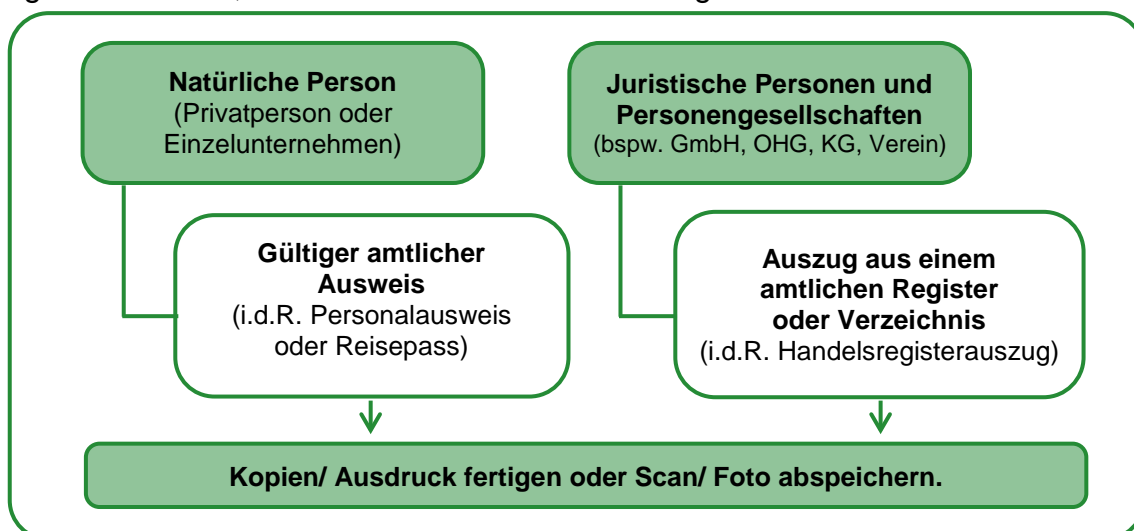 Natürliche Person
(Privatperson oder
Einzelunternehmen)
Juristische Personen und
Personengesellschaften
(bspw. GmbH, OHG, KG, Verein)
Gültiger amtlicher
Ausweis
(i.d.R. Personalausweis
oder Reisepass)
Auszug aus einem
amtlichen Register
oder Verzeichnis
(i.d.R. Handelsregisterauszug)
Kopien/ Ausdruck fertigen oder Scan/ Foto abspeichern.